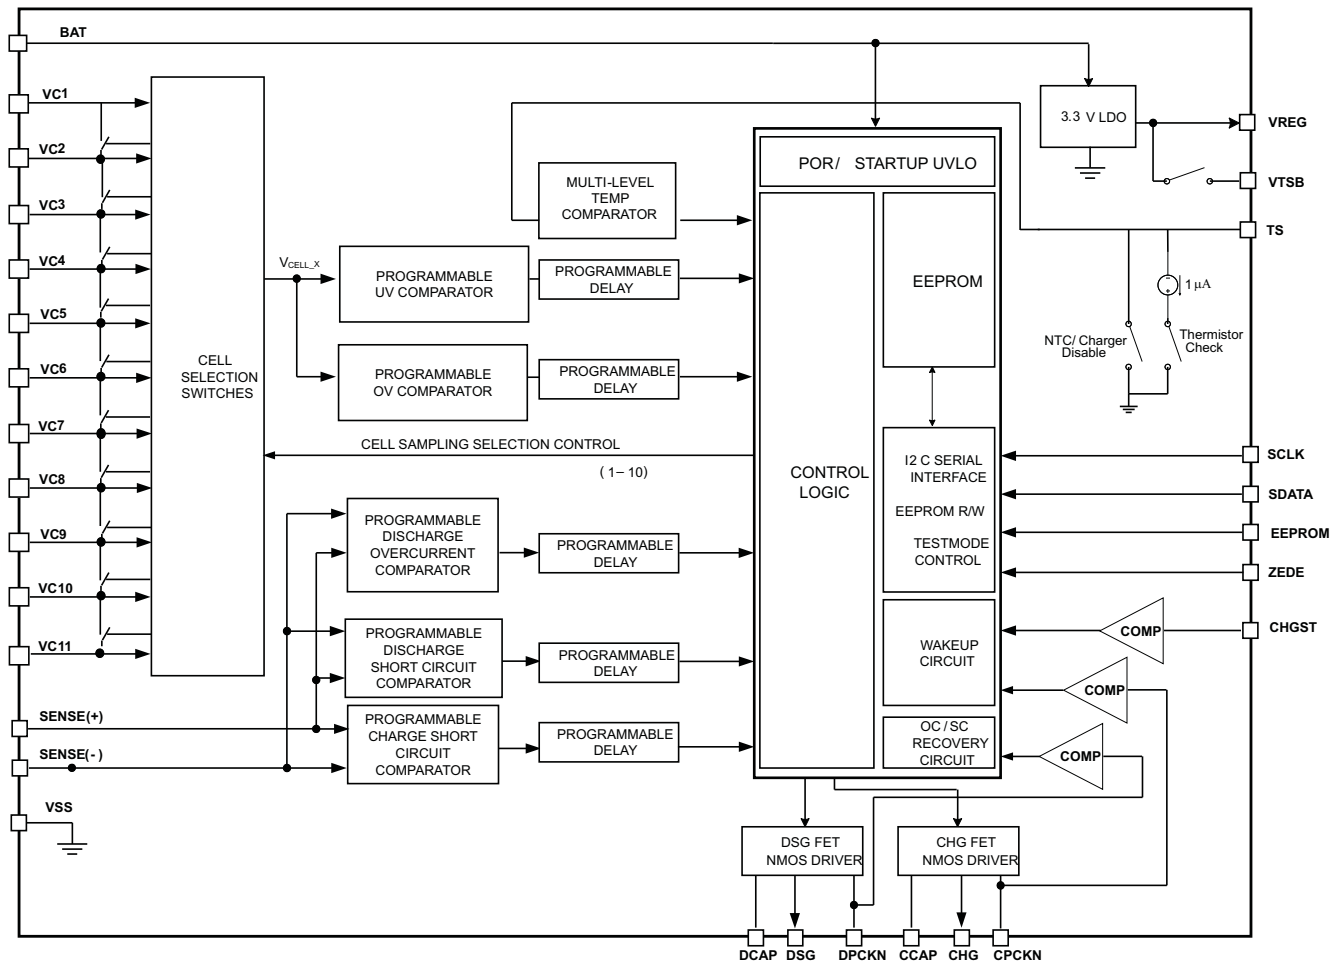 BAT
VC1
VC2
VC3
VC4
VC5
VC6
VC7
VC8
VC9
VC10
VC11
SENSE(+)
SENSE(-)
VSS
CELL
SELECTION
SWITCHES
VCELL_X
MULTI-LEVEL
TEMP
COMPARATOR
PROGRAMMABLE
UV COMPARATOR
PROGRAMMABLE
DELAY
PROGRAMMABLE
OV COMPARATOR
PROGRAMMABLE
DELAY
CELL SAMPLING SELECTION CONTROL
(1–10)
PROGRAMMABLE
DISCHARGE
OVERCURRENT
COMPARATOR
PROGRAMMABLE
DELAY
PROGRAMMABLE
DISCHARGE
SHORT CIRCUIT
COMPARATOR
PROGRAMMABLE
DELAY
PROGRAMMABLE
CHARGE SHORT
CIRCUIT
COMPARATOR
PROGRAMMABLE
DELAY
POR/ STARTUP UVLO
CONTROL
LOGIC
EEPROM
I2C SERIAL
INTERFACE
EEPROM R/W
TESTMODE
CONTROL
WAKEUP
CIRCUIT
OC/SC
RECOVERY
CIRCUIT
COMP
COMP
COMP
3.3 V LDO
1 µA
NTC/ Charger
Disable
Thermistor
Check
VREG
VTSB
TS
SCLK
SDATA
EEPROM
ZEDE
CHGST
DSG FET
NMOS DRIVER
CHG FET
NMOS DRIVER
DCAP
DSG
DPCKN
CCAP
CHG
CPCKN